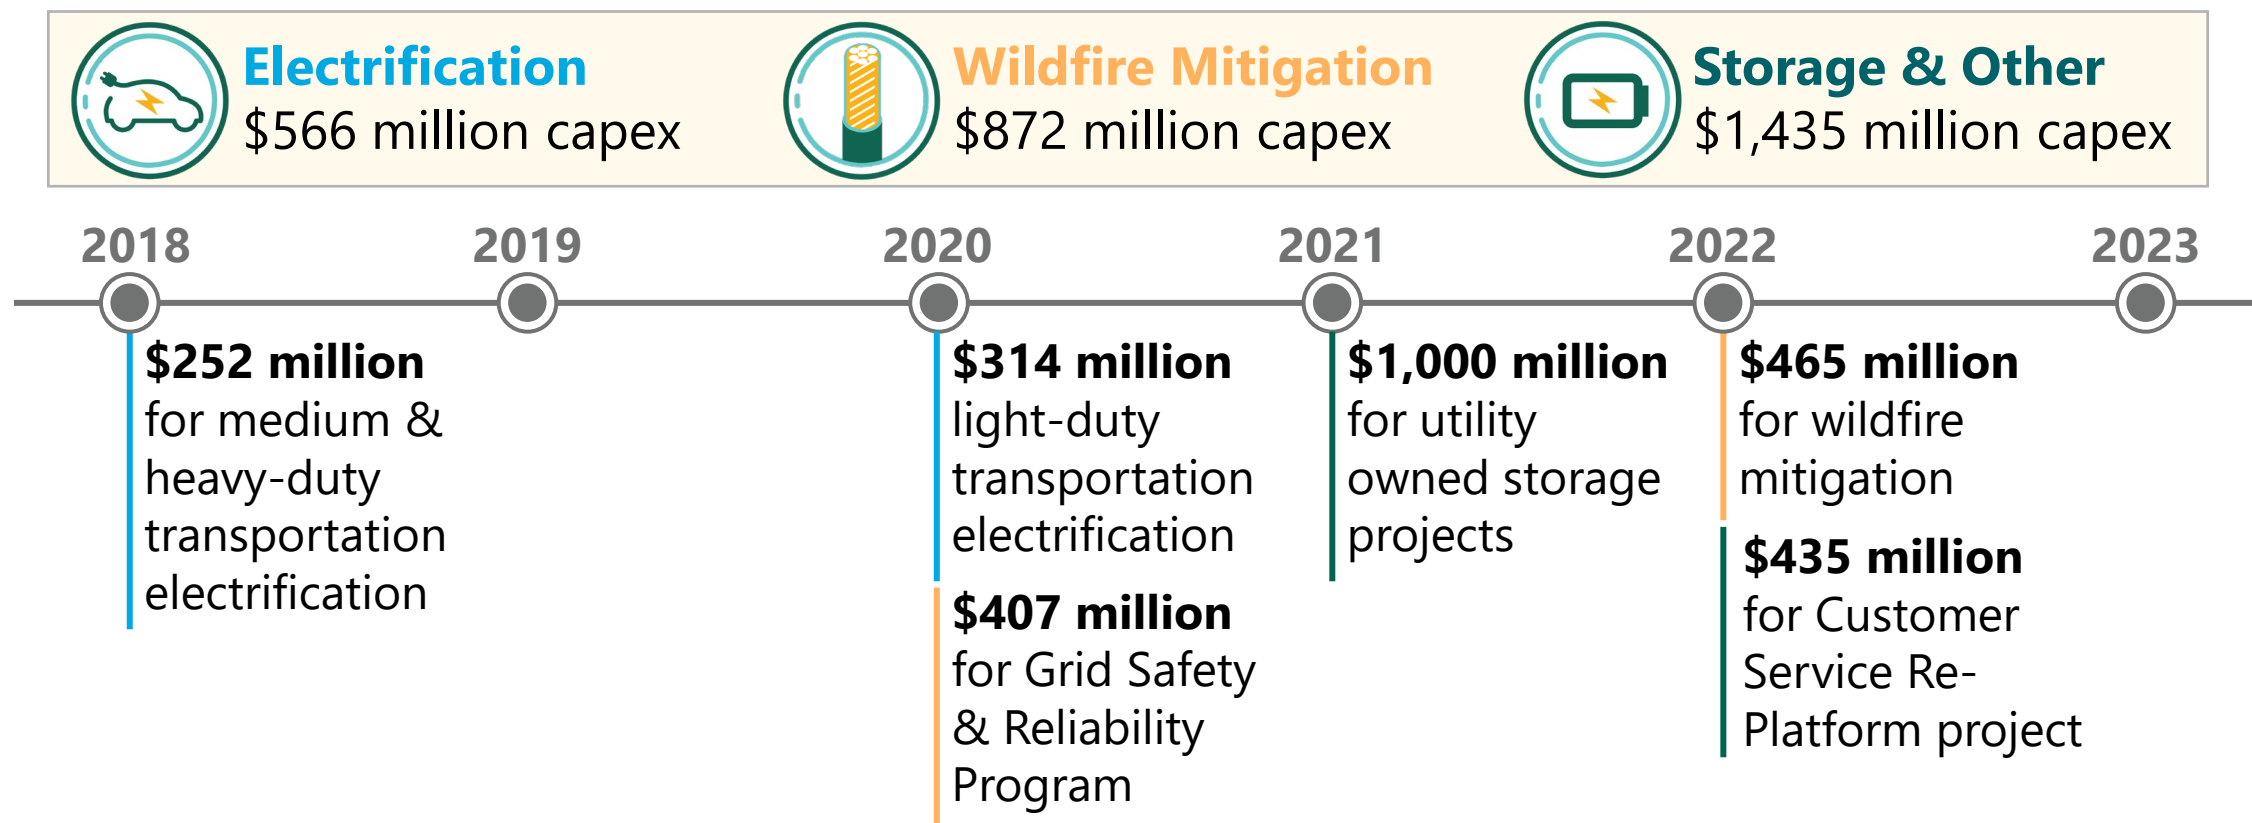 Electrification
$566 million capex
Wildfire Mitigation
$872 million capex
Storage & Other
$1,435 million capex
2018
2019
2020
2021
2022
2023
$252 million
for medium &
heavy-duty
transportation
electrification
$314 million
light-duty
transportation
electrification
$407 million
for Grid Safety
& Reliability
Program
$1,000 million
for utility
owned storage
projects
$465 million
for wildfire
mitigation
$435 million
for Customer
Service Re-
Platform project